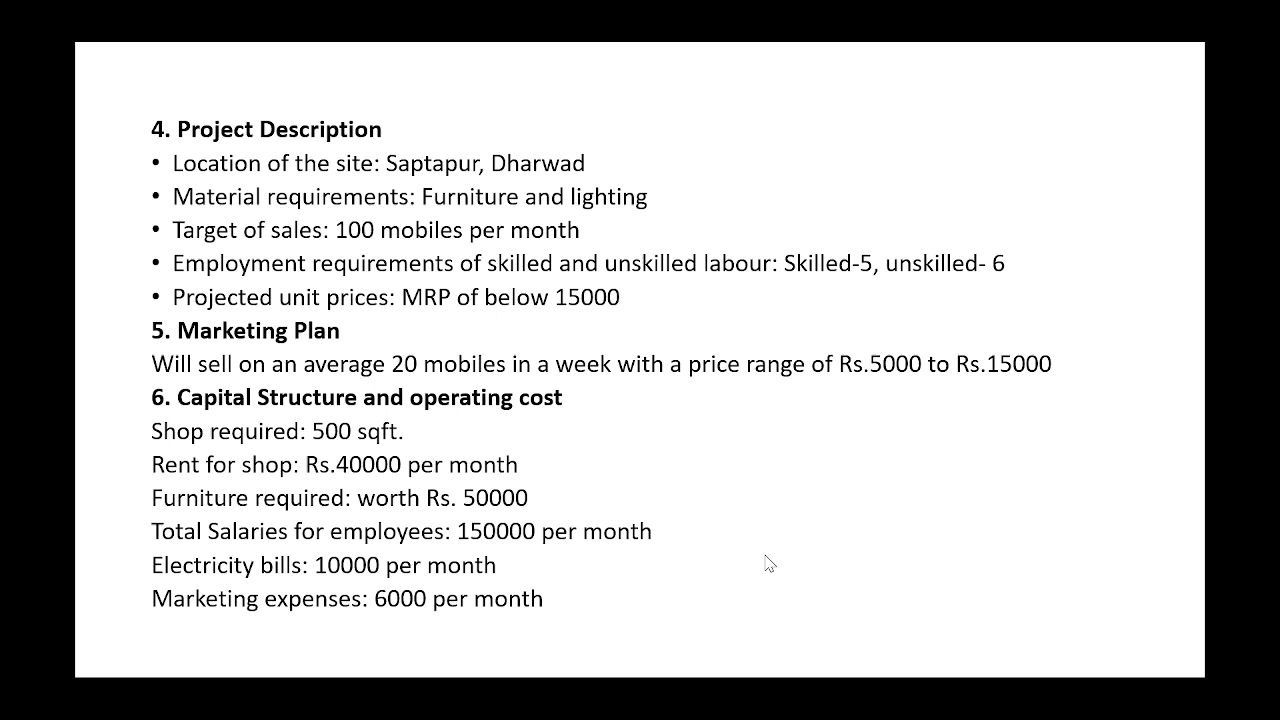 4. Project Description
• Location of the site: Saptapur, Dharwad
• Material requirements: Furniture and lighting
• Target of sales: 100 mobiles per month
• Employment requirements of skilled and unskilled labour: Skilled-5, unskilled- 6
• Projected unit prices: MRP of below 15000
5. Marketing Plan
Will sell on an average 20 mobiles in a week with a price range of Rs.5000 to Rs.15000
6. Capital Structure and operating cost
Shop required: 500 sqft.
Rent for shop: Rs.40000 per month
Furniture required: worth Rs. 50000
Total Salaries for employees: 150000 per month
Electricity bills: 10000 per month
Marketing expenses: 6000 per month